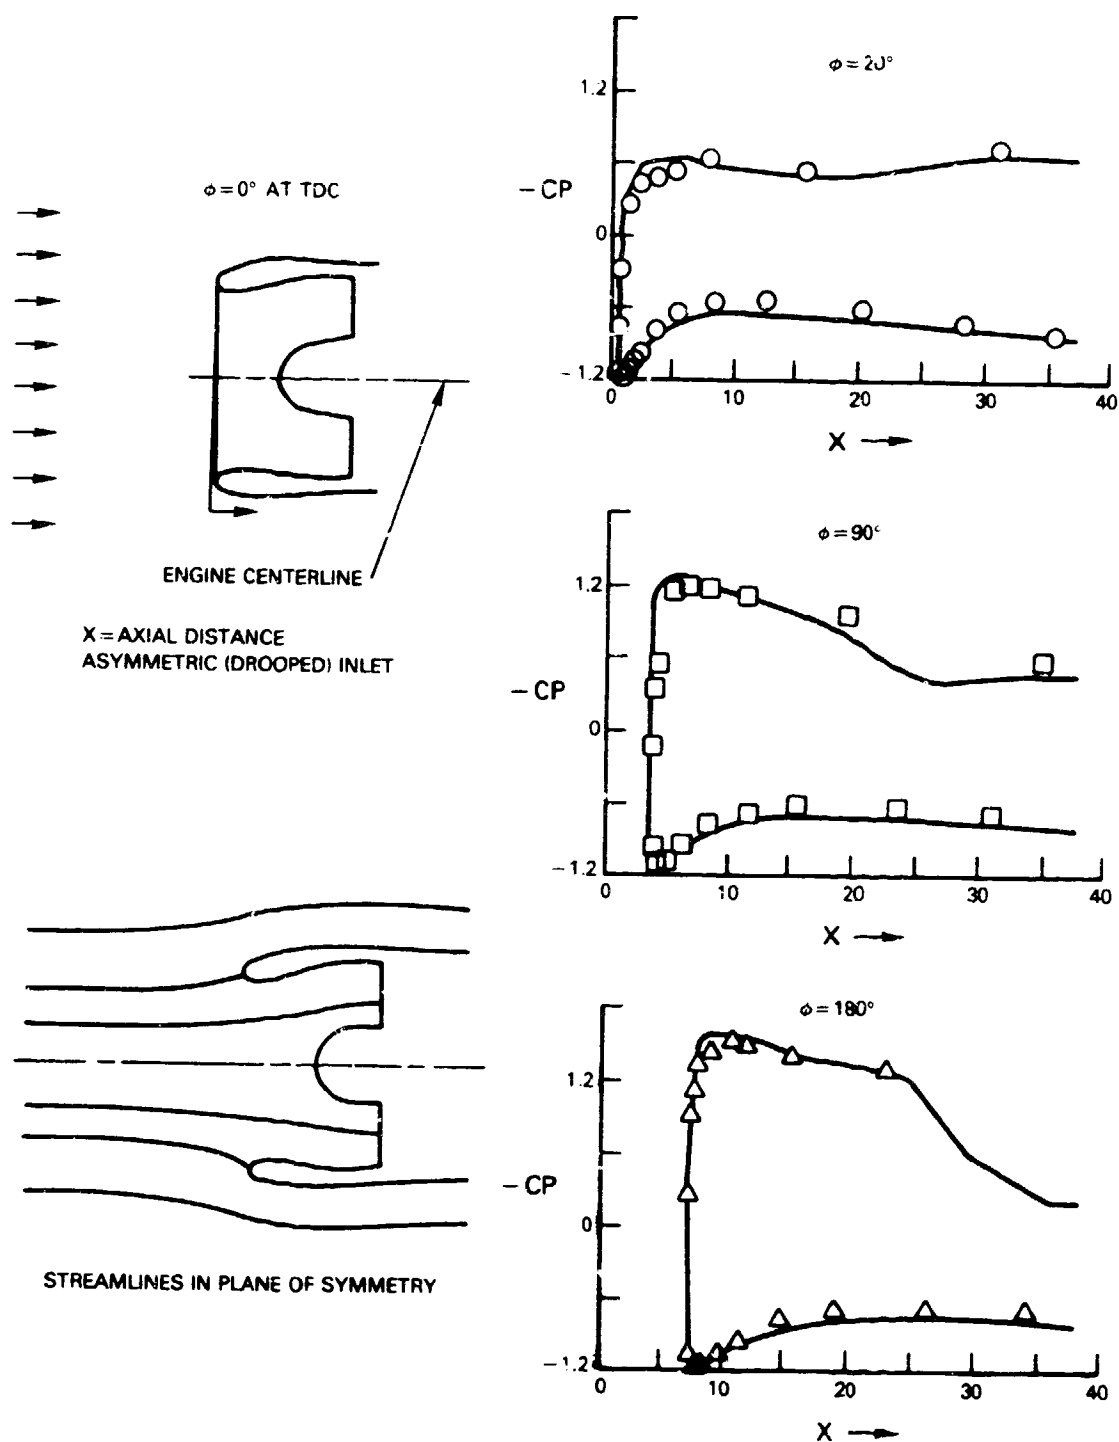 φ = 0° AT TDC
ENGINE CENTERLINE
X = AXIAL DISTANCE
ASYMMETRIC (DROOPED) INLET
STREAMLINES IN PLANE OF SYMMETRY
φ = 20°
1.2
– CP
0
– 1.2
0 10 20 30 40
X
φ = 90°
1.2
– CP
0
– 1.2
0 10 20 30 40
X
φ = 180°
1.2
– CP
0
– 1.2
0 10 20 30 40
X